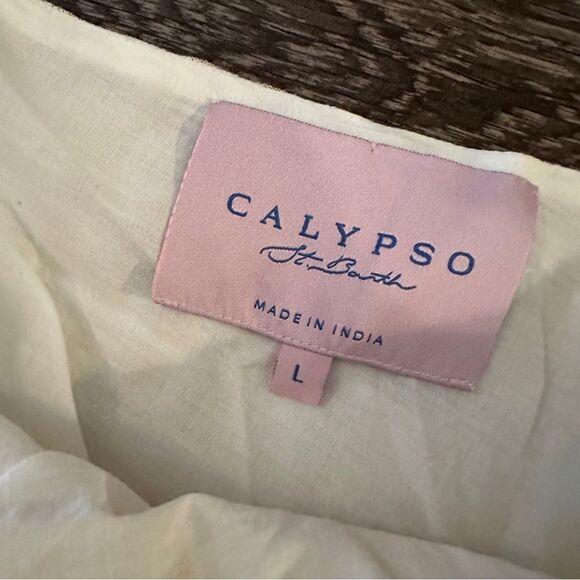 CALYPSO
St. Barth
MADE IN INDIA
L